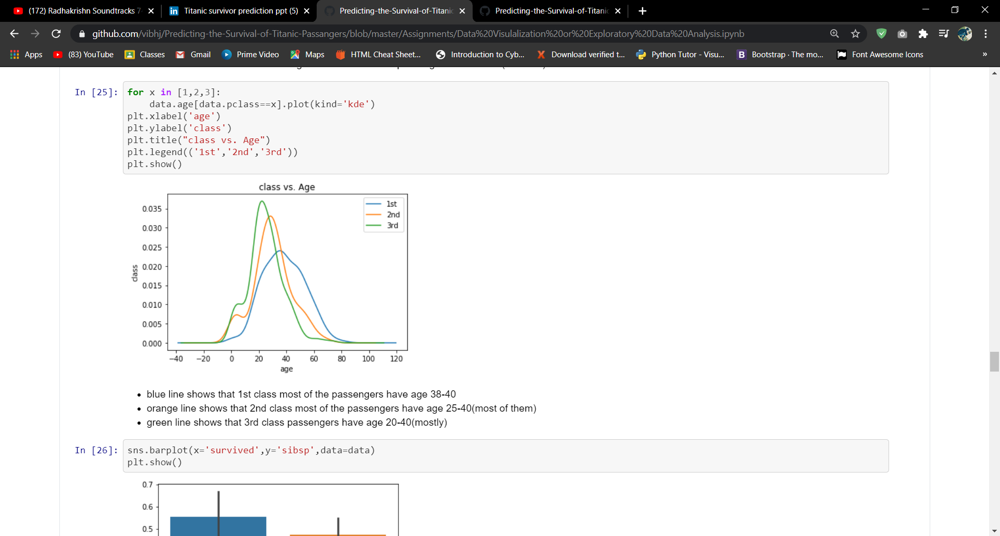 (172) Radhakrishn Soundtracks 7
Titanic survivor prediction ppt (5)
Predicting-the-Survival-of-Titanic
Predicting-the-Survival-of-Titanic
github.com/vibhj/Predicting-the-Survival-of-Titanic-Passangers/blob/master/Assignments/Data%20Visulalization%20or%20Exploratory%20Data%20Analysis.ipynb
Apps
(83) YouTube
Classes
Gmail
Prime Video
Maps
HTML Cheat Sheet...
Introduction to Cyb...
Download verified t...
Python Tutor - Visu...
Bootstrap · The mo...
Font Awesome Icons
»
In [25]:
for x in [1,2,3]:
    data.age[data.pclass==x].plot(kind='kde')
plt.xlabel('age')
plt.ylabel('class')
plt.title("class vs. Age")
plt.legend(('1st','2nd','3rd'))
plt.show()
class vs. Age
1st
2nd
3rd
0.035
0.030
0.025
0.020
0.015
0.010
0.005
0.000
class
−40 −20 0 20 40 60 80 100 120
age
• blue line shows that 1st class most of the passengers have age 38-40
• orange line shows that 2nd class most of the passengers have age 25-40(most of them)
• green line shows that 3rd class passengers have age 20-40(mostly)
In [26]:
sns.barplot(x='survived',y='sibsp',data=data)
plt.show()
0.7
0.6
0.5